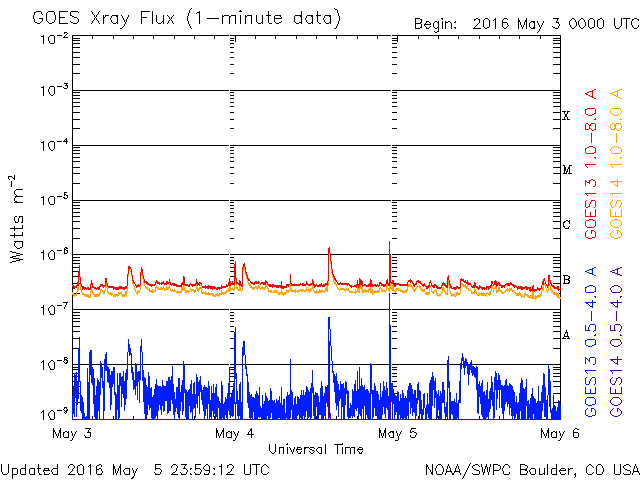 GOES Xray Flux (1-minute data)
Begin: 2016 May 3 0000 UTC
10^-2
10^-3
10^-4
10^-5
10^-6
10^-7
10^-8
10^-9
Watts m^-2
X
M
C
B
A
GOES13 1.0-8.0 A
GOES14 1.0-8.0 A
GOES13 0.5-4.0 A
GOES14 0.5-4.0 A
May 3 May 4 May 5 May 6
Universal Time
Updated 2016 May 5 23:59:12 UTC
NOAA/SWPC Boulder, CO USA